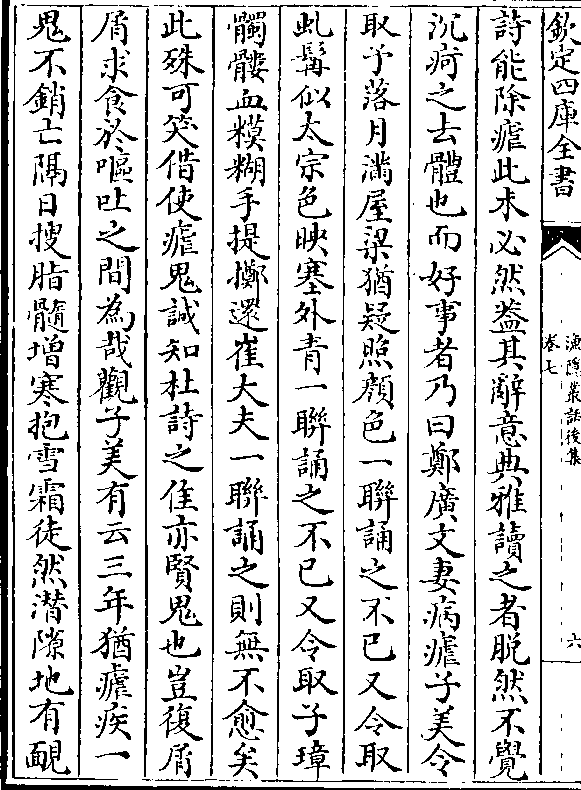 欽定四庫全書
漁隱叢話後集
卷七
六
詩能除瘧此未必然蓋其辭意典雅讀之者脫然不覺
沉疴之去體也而好事者乃曰鄭廣文妻病瘧子美令
取予落月滿屋梁猶疑照顔色一聯誦之不已又令取
虬髯似太宗色映塞外青一聯誦之不已又令取子璋
髑髏血糢糊手提擲還崔大夫一聯誦之則無不愈矣
此殊可笑借使瘧鬼誠知杜詩之佳亦賢鬼也豈復屑
屑求食於嘔吐之間為哉觀子美有云三年猶瘧疾一
鬼不銷亡隔日搜脂髓增寒抱雪霜徒然潛隙地有靦